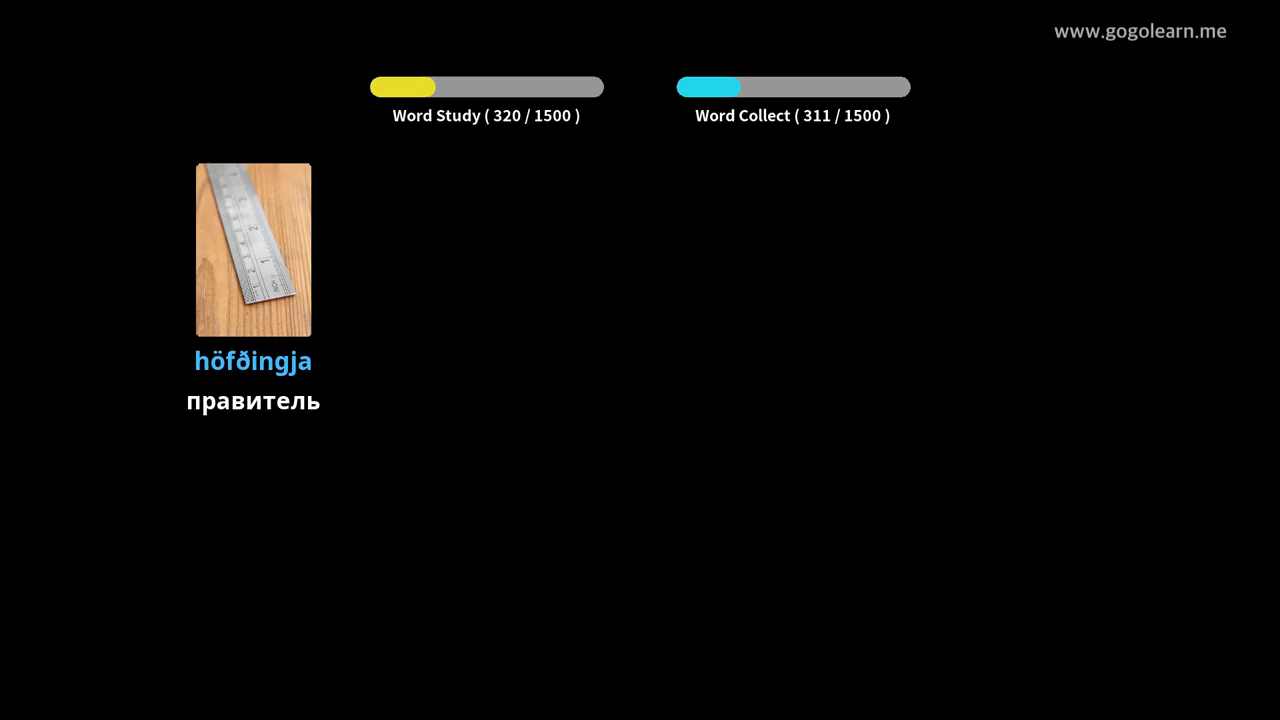 www.gogolearn.me
Word Study ( 320 / 1500 )
Word Collect ( 311 / 1500 )
höfðingja
правитель